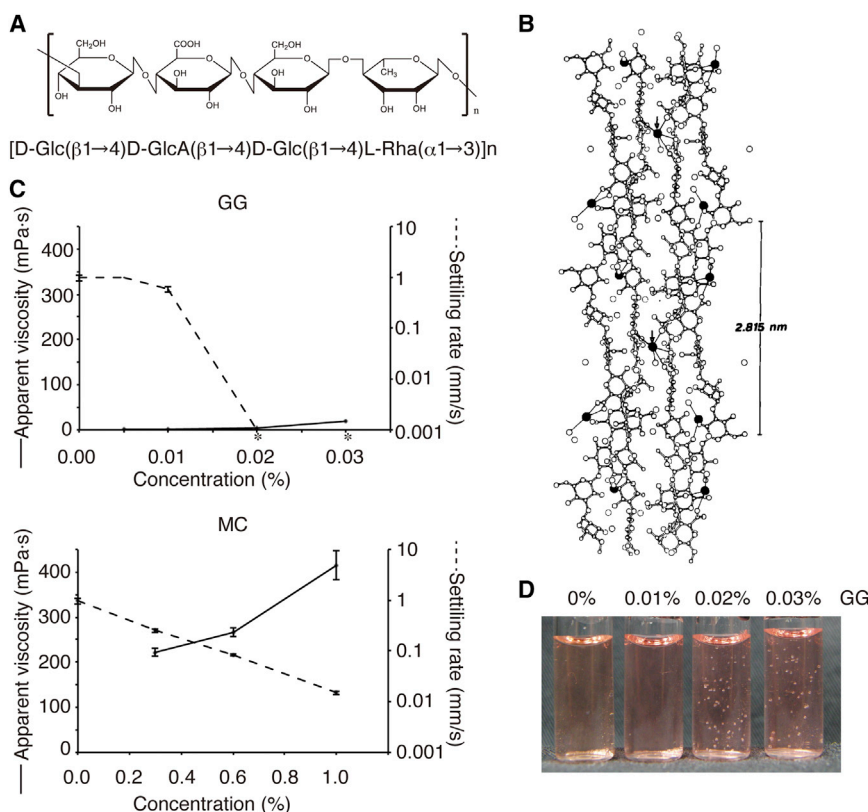 A
CH₂OH
COOH
CH₂OH
O
O
O
O
O
O
O
O
CH₃
OH
OH
OH
OH
OH
OH
OH
OH
n
[D-Glc(β1→4)D-GlcA(β1→4)D-Glc(β1→4)L-Rha(α1→3)]n
B
2.815 nm
C
GG
Apparent viscosity (mPa·s)
400
300
200
100
0
0.00 0.01 0.02 0.03
Concentration (%)
10
1
0.1
0.01
0.001
Settiling rate (mm/s)
* *
MC
Apparent viscosity (mPa·s)
400
300
200
100
0
0.0 0.2 0.4 0.6 0.8 1.0
Concentration (%)
10
1
0.1
0.01
0.001
Settiling rate (mm/s)
D
0% 0.01% 0.02% 0.03% GG